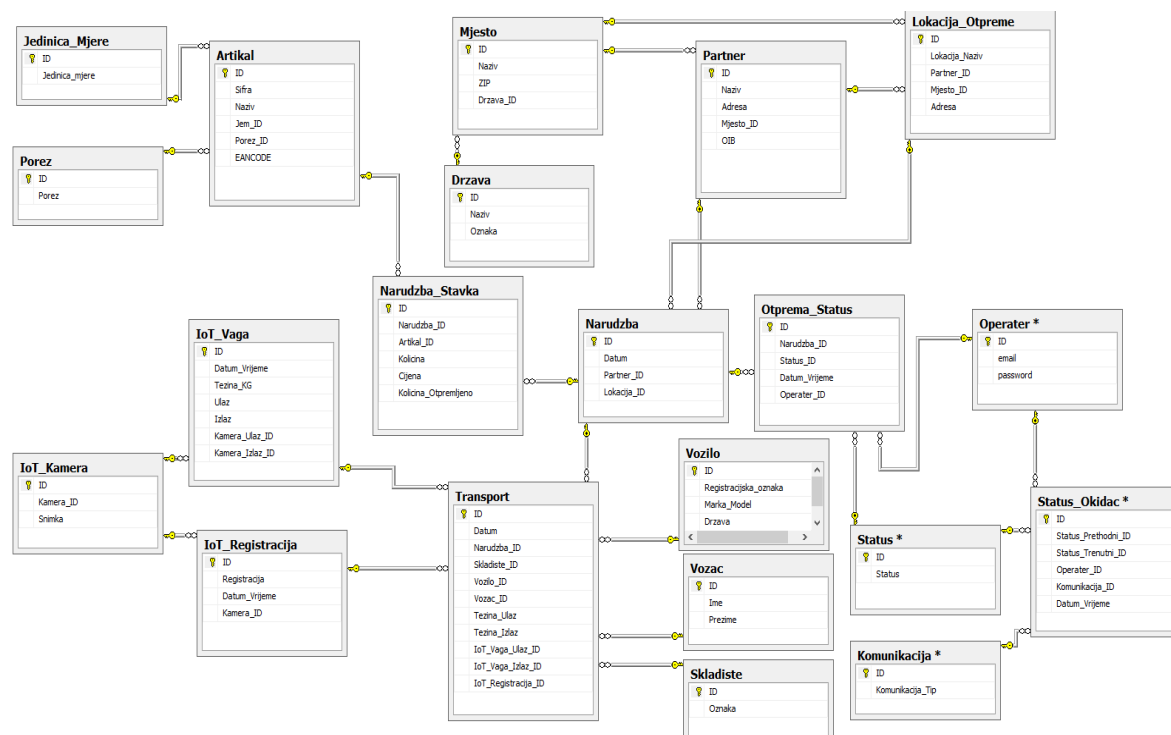 Jedinica_Mjere
ID
Jedinica_mjere
Artikal
ID
Sifra
Naziv
Jem_ID
Porez_ID
EANCODE
Porez
ID
Porez
Mjesto
ID
Naziv
ZIP
Drzava_ID
Drzava
ID
Naziv
Oznaka
Partner
ID
Naziv
Adresa
Mjesto_ID
OIB
Lokacija_Otpreme
ID
Lokacija_Naziv
Partner_ID
Mjesto_ID
Adresa
Narudzba_Stavka
ID
Narudzba_ID
Artikal_ID
Kolicina
Cijena
Kolicina_Otpremljeno
Narudzba
ID
Datum
Partner_ID
Lokacija_ID
Otprema_Status
ID
Narudzba_ID
Status_ID
Datum_Vrijeme
Operater_ID
Operater *
ID
email
password
IoT_Vaga
ID
Datum_Vrijeme
Tezina_KG
Ulaz
Izlaz
Kamera_Ulaz_ID
Kamera_Izlaz_ID
IoT_Kamera
ID
Kamera_ID
Snimka
IoT_Registracija
ID
Registracija
Datum_Vrijeme
Kamera_ID
Transport
ID
Datum
Narudzba_ID
Skladiste_ID
Vozilo_ID
Vozac_ID
Tezina_Ulaz
Tezina_Izlaz
IoT_Vaga_Ulaz_ID
IoT_Vaga_Izlaz_ID
IoT_Registracija_ID
Vozilo
ID
Registracijska_oznaka
Marka_Model
Drzava
Vozac
ID
Ime
Prezime
Skladiste
ID
Oznaka
Status *
ID
Status
Status_Okidac *
ID
Status_Prethodni_ID
Status_Trenutni_ID
Operater_ID
Komunikacija_ID
Datum_Vrijeme
Komunikacija *
ID
Komunikacija_Tip